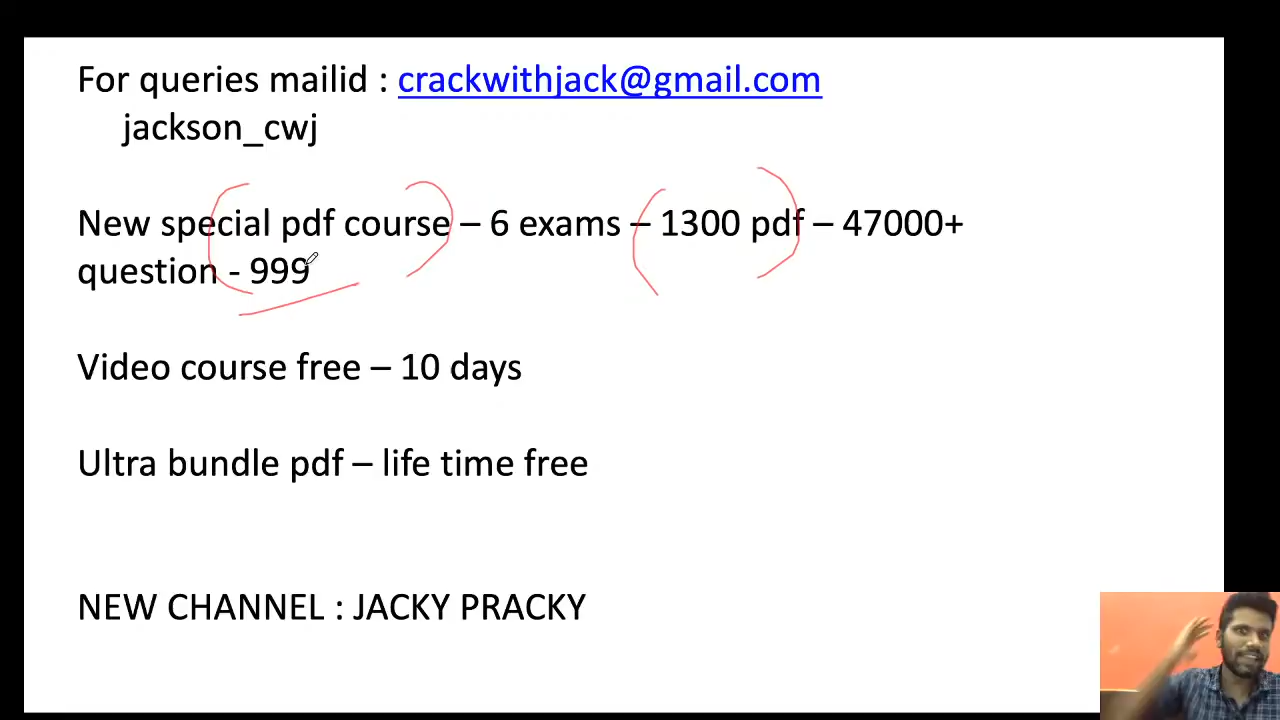 For queries mailid : crackwithjack@gmail.com
jackson_cwj
New special pdf course – 6 exams – 1300 pdf – 47000+
question - 999
Video course free – 10 days
Ultra bundle pdf – life time free
NEW CHANNEL : JACKY PRACKY